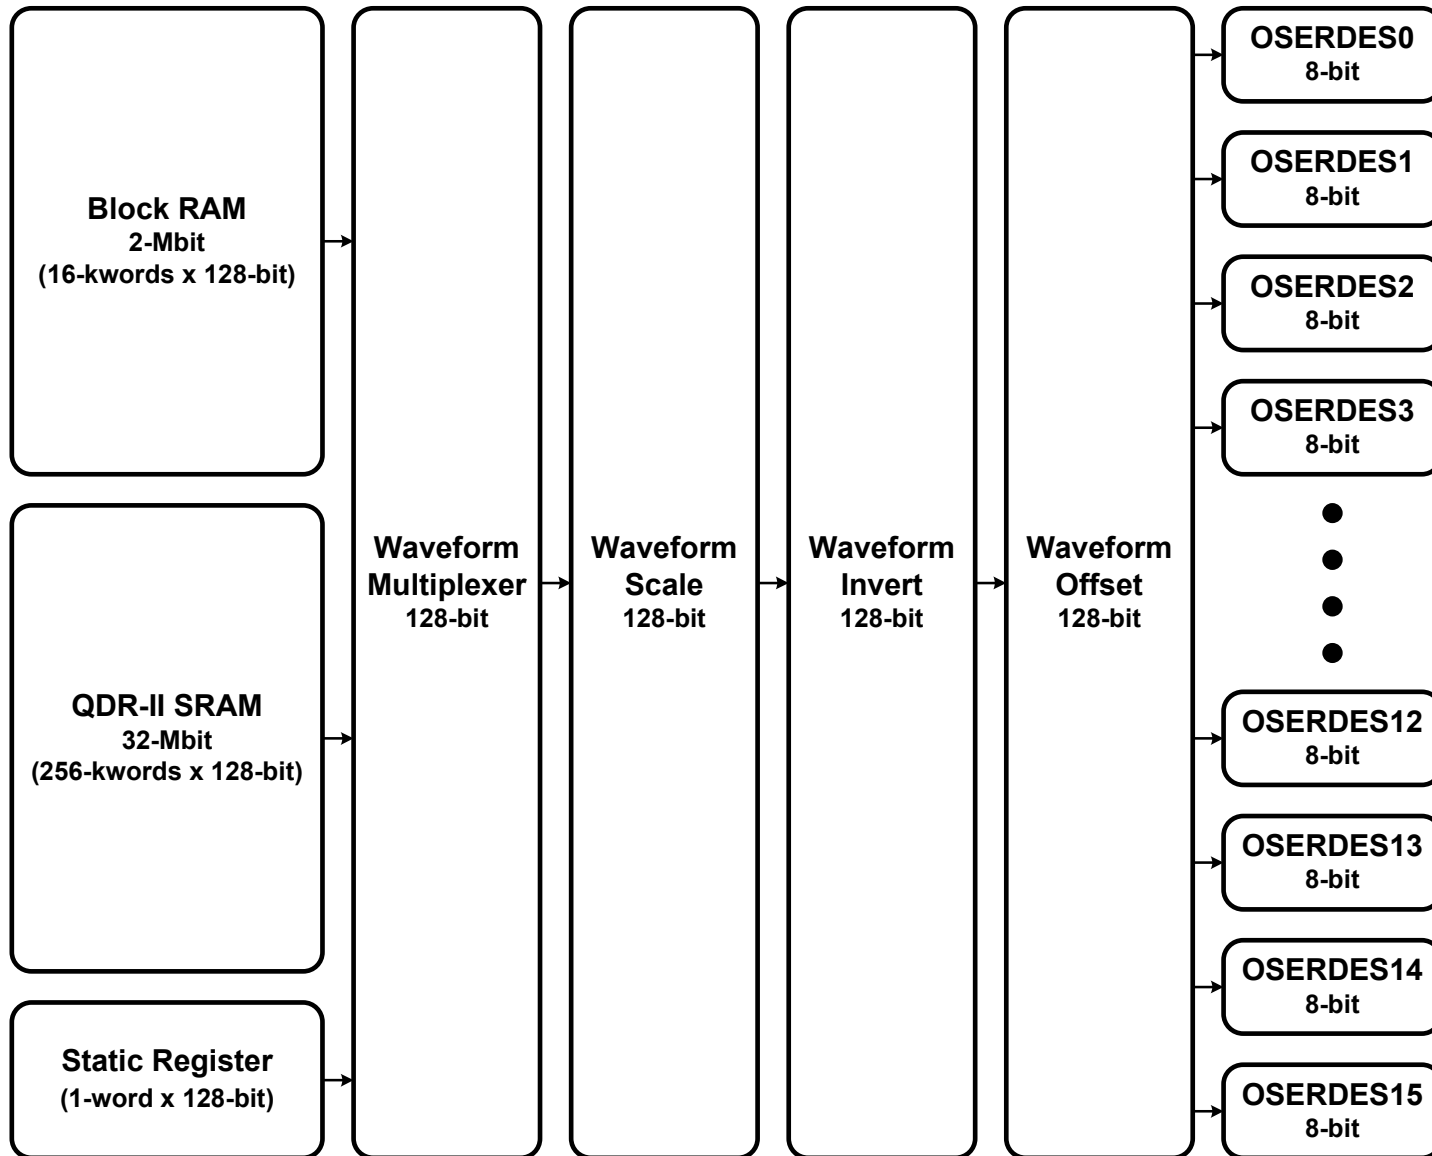 Block RAM
2-Mbit
(16-kwords x 128-bit)
QDR-II SRAM
32-Mbit
(256-kwords x 128-bit)
Static Register
(1-word x 128-bit)
Waveform
Multiplexer
128-bit
Waveform
Scale
128-bit
Waveform
Invert
128-bit
Waveform
Offset
128-bit
OSERDES0
8-bit
OSERDES1
8-bit
OSERDES2
8-bit
OSERDES3
8-bit
OSERDES12
8-bit
OSERDES13
8-bit
OSERDES14
8-bit
OSERDES15
8-bit